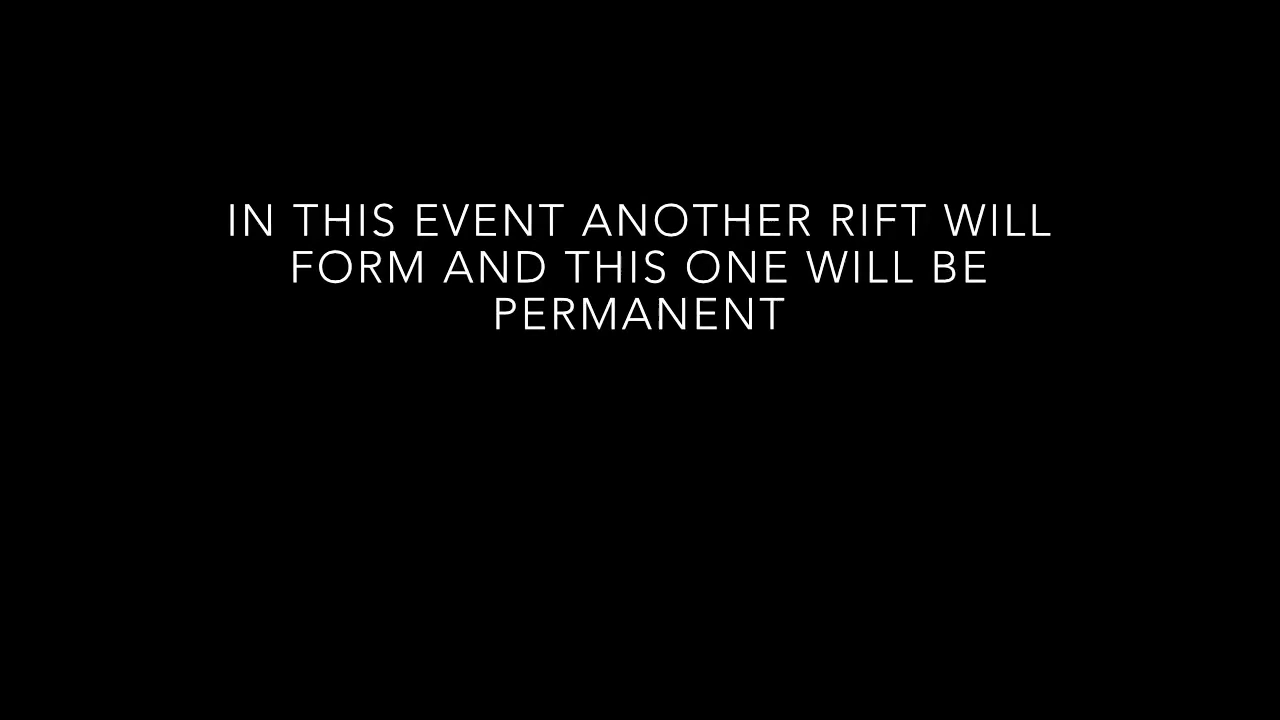 IN THIS EVENT ANOTHER RIFT WILL
FORM AND THIS ONE WILL BE
PERMANENT